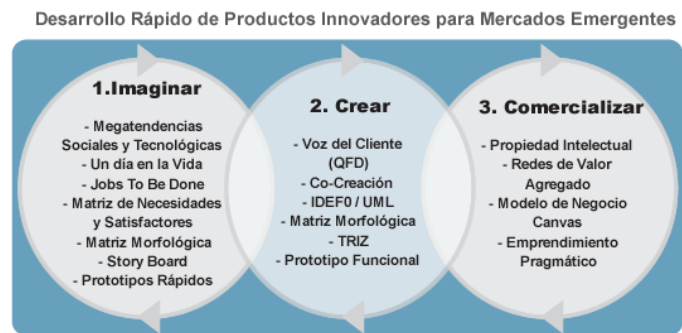 Desarrollo Rápido de Productos Innovadores para Mercados Emergentes
1.Imaginar
- Megatendencias
Sociales y Tecnológicas
- Un día en la Vida
- Jobs To Be Done
- Matriz de Necesidades
y Satisfactores
- Matriz Morfológica
- Story Board
- Prototipos Rápidos
2. Crear
- Voz del Cliente
(QFD)
- Co-Creación
- IDEF0 / UML
- Matriz Morfológica
- TRIZ
- Prototipo Funcional
3. Comercializar
- Propiedad Intelectual
- Redes de Valor
Agregado
- Modelo de Negocio
Canvas
- Emprendimiento
Pragmático